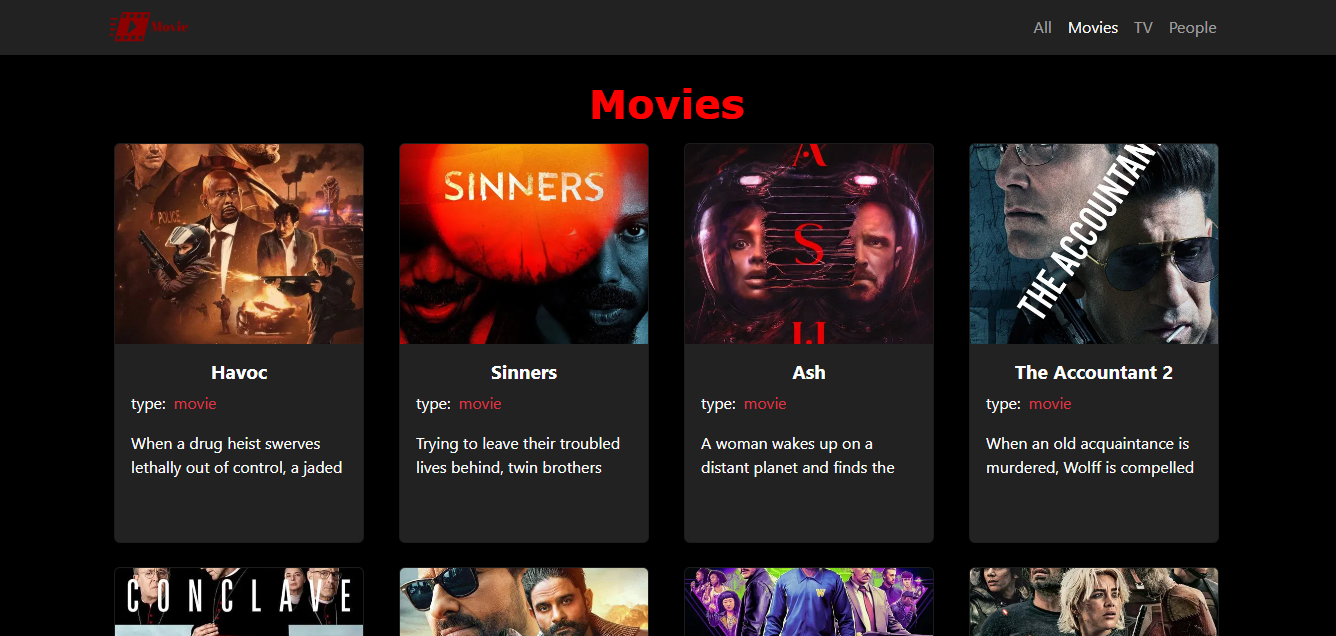 Movie
All Movies TV People
Movies
POLICE
SINNERS
A
S
H
THE ACCOUNTANT
Havoc
type: movie
When a drug heist swerves
lethally out of control, a jaded
Sinners
type: movie
Trying to leave their troubled
lives behind, twin brothers
Ash
type: movie
A woman wakes up on a
distant planet and finds the
The Accountant 2
type: movie
When an old acquaintance is
murdered, Wolff is compelled
CONCLAVE